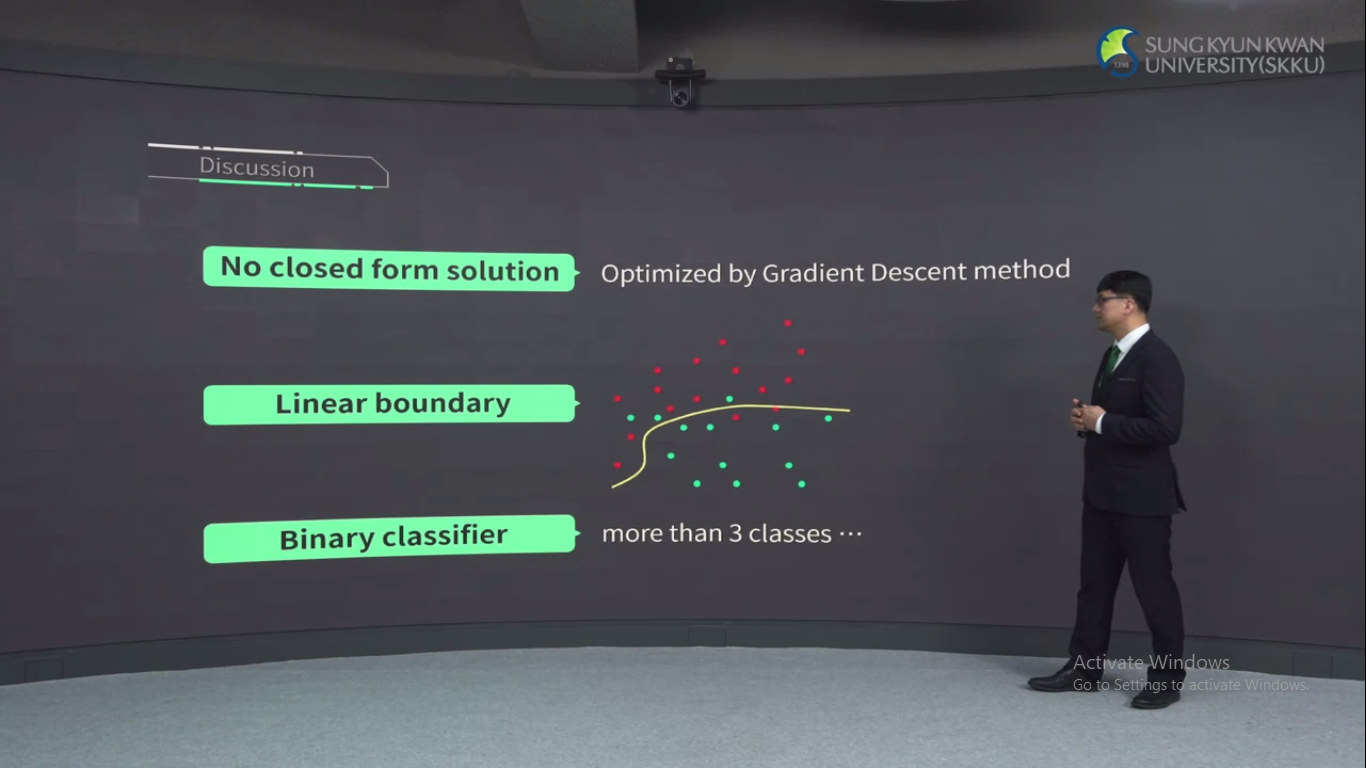 SUNG KYUN KWAN
UNIVERSITY(SKKU)
1398
Discussion
No closed form solution
Optimized by Gradient Descent method
Linear boundary
Binary classifier
more than 3 classes ···
Activate Windows
Go to Settings to activate Windows.